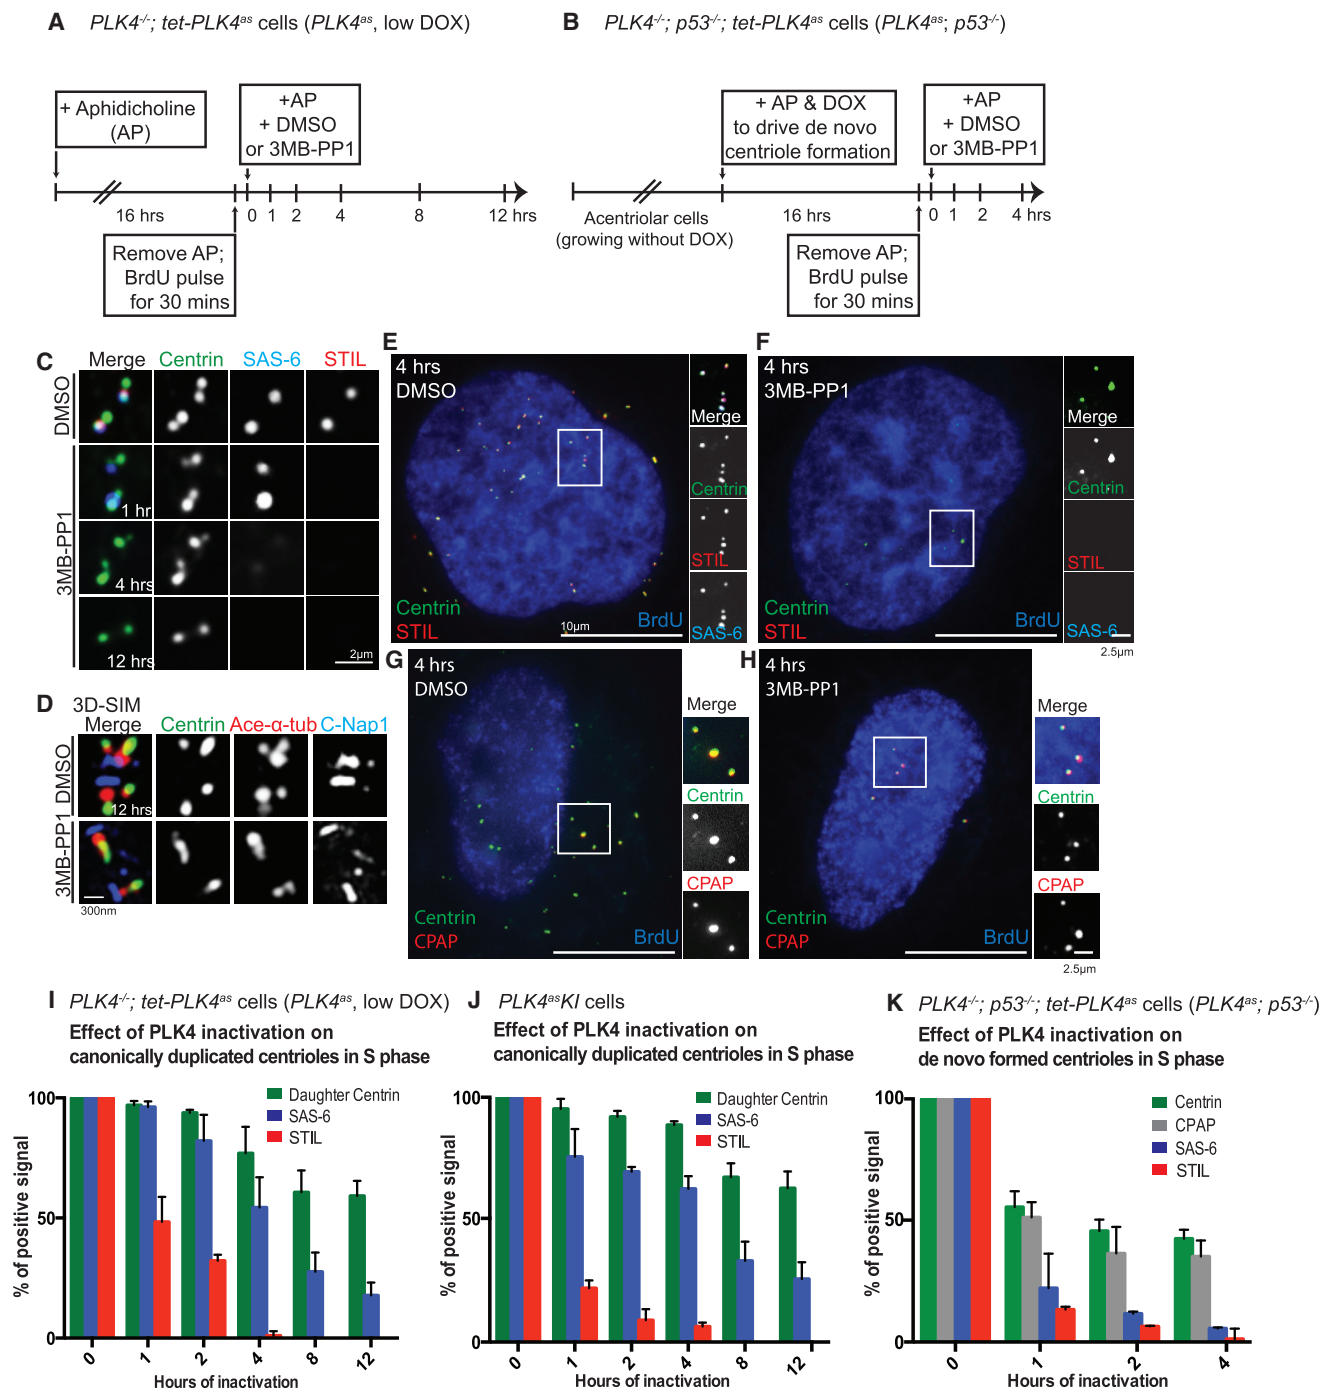 A PLK4-/-; tet-PLK4as cells (PLK4as, low DOX)
+ Aphidicholine
(AP)
+AP
+ DMSO
or 3MB-PP1
16 hrs
0 1 2 4 8 12 hrs
Remove AP;
BrdU pulse
for 30 mins
B PLK4-/-; p53-/-; tet-PLK4as cells (PLK4as; p53-/-)
+ AP & DOX
to drive de novo
centriole formation
+AP
+ DMSO
or 3MB-PP1
Acentriolar cells
(growing without DOX)
16 hrs
0 1 2 4 hrs
Remove AP;
BrdU pulse
for 30 mins
C
Merge Centrin SAS-6 STIL
DMSO
3MB-PP1
1 hr
4 hrs
12 hrs
2µm
D 3D-SIM
Merge Centrin Ace-α-tub C-Nap1
DMSO
12 hrs
3MB-PP1
300nm
E
4 hrs
DMSO
Centrin
STIL
10µm
BrdU
Merge
Centrin
STIL
SAS-6
F
4 hrs
3MB-PP1
Centrin
STIL
BrdU
Merge
Centrin
STIL
SAS-6
2.5µm
G
4 hrs
DMSO
Centrin
CPAP
BrdU
Merge
Centrin
CPAP
H
4 hrs
3MB-PP1
Centrin
CPAP
BrdU
Merge
Centrin
CPAP
2.5µm
I PLK4-/-; tet-PLK4as cells (PLK4as, low DOX)
Effect of PLK4 inactivation on
canonically duplicated centrioles in S phase
Daughter Centrin
SAS-6
STIL
% of positive signal
100
50
0
0 1 2 4 8 12
Hours of inactivation
J PLK4asKI cells
Effect of PLK4 inactivation on
canonically duplicated centrioles in S phase
Daughter Centrin
SAS-6
STIL
% of positive signal
100
50
0
0 1 2 4 8 12
Hours of inactivation
K PLK4-/-; p53-/-; tet-PLK4as cells (PLK4as; p53-/-)
Effect of PLK4 inactivation on
de novo formed centrioles in S phase
Centrin
CPAP
SAS-6
STIL
% of positive signal
100
50
0
0 1 2 4
Hours of inactivation